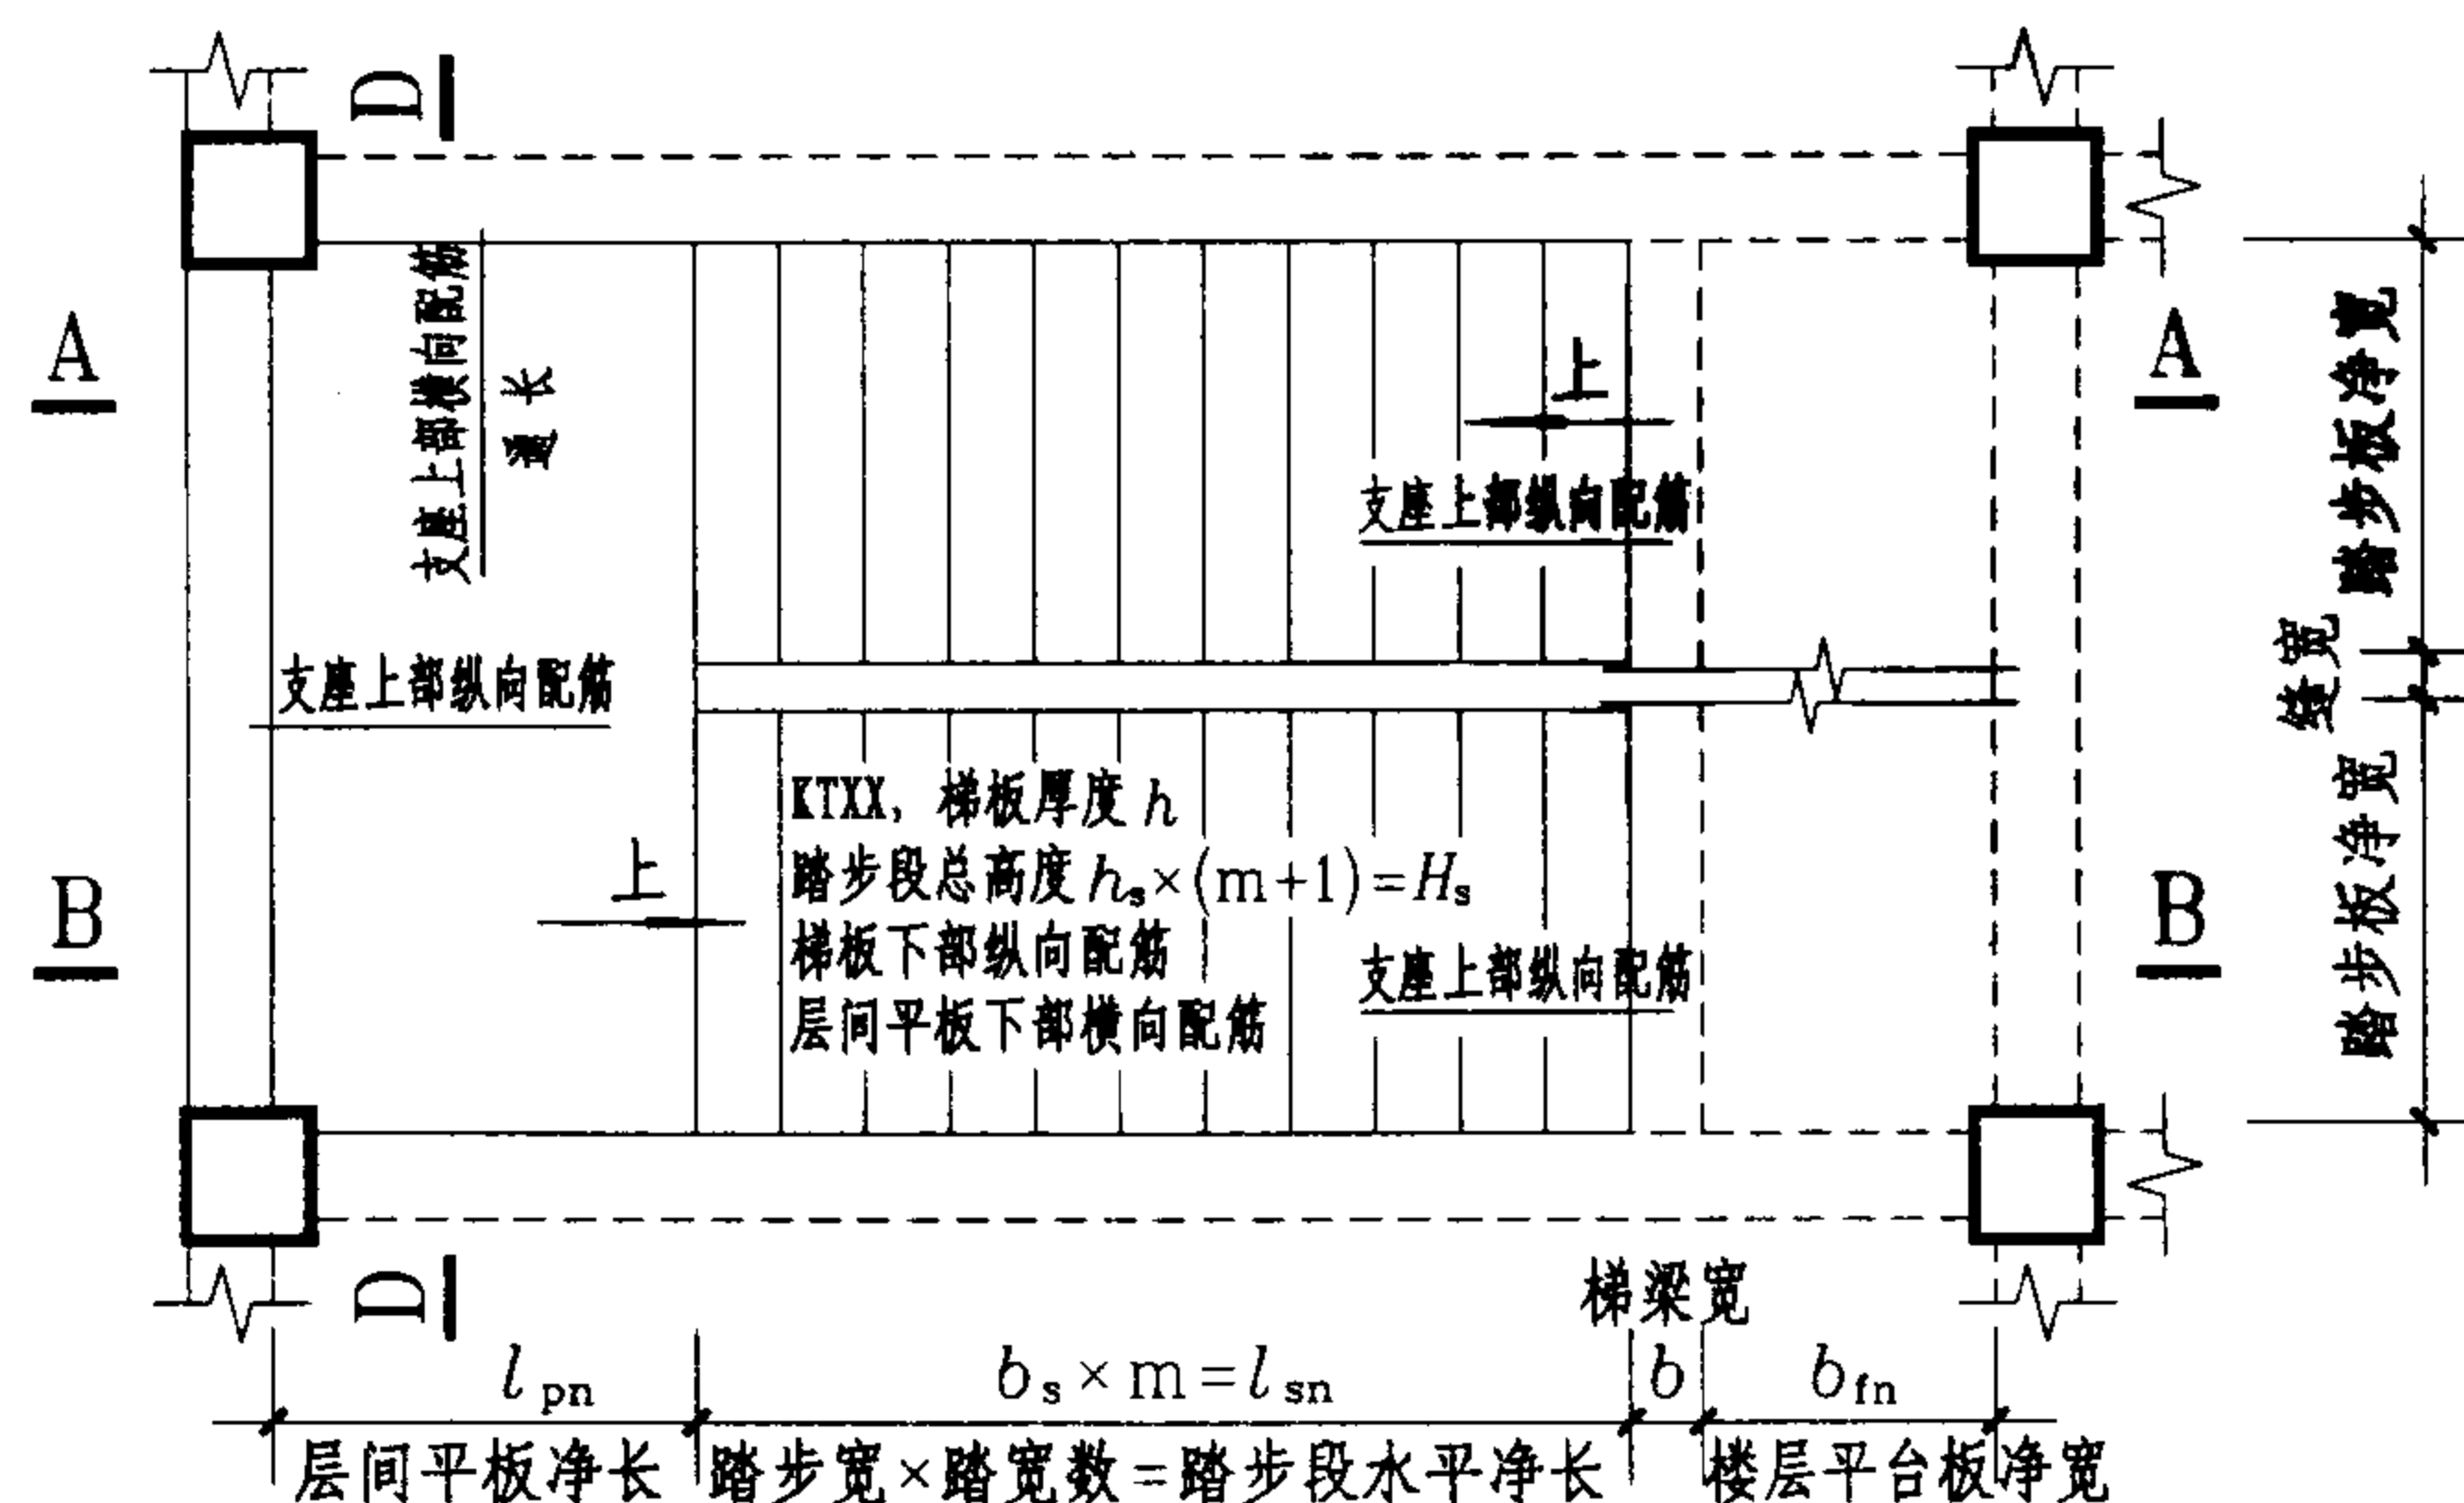 D
A
A
支座上部横向配筋
通长
上
支座上部纵向配筋
踏步板净宽
缝宽
踏步板净宽
支座上部纵向配筋
KTXX, 梯板厚度 h
踏步段总高度 hs×(m+1)=Hs
梯板下部纵向配筋
层间平板下部横向配筋
上
支座上部纵向配筋
B
B
D
梯梁宽
lpn
bs×m=lsn
b
bfn
层间平板净长
踏步宽×踏宽数=踏步段水平净长
楼层平台板净宽